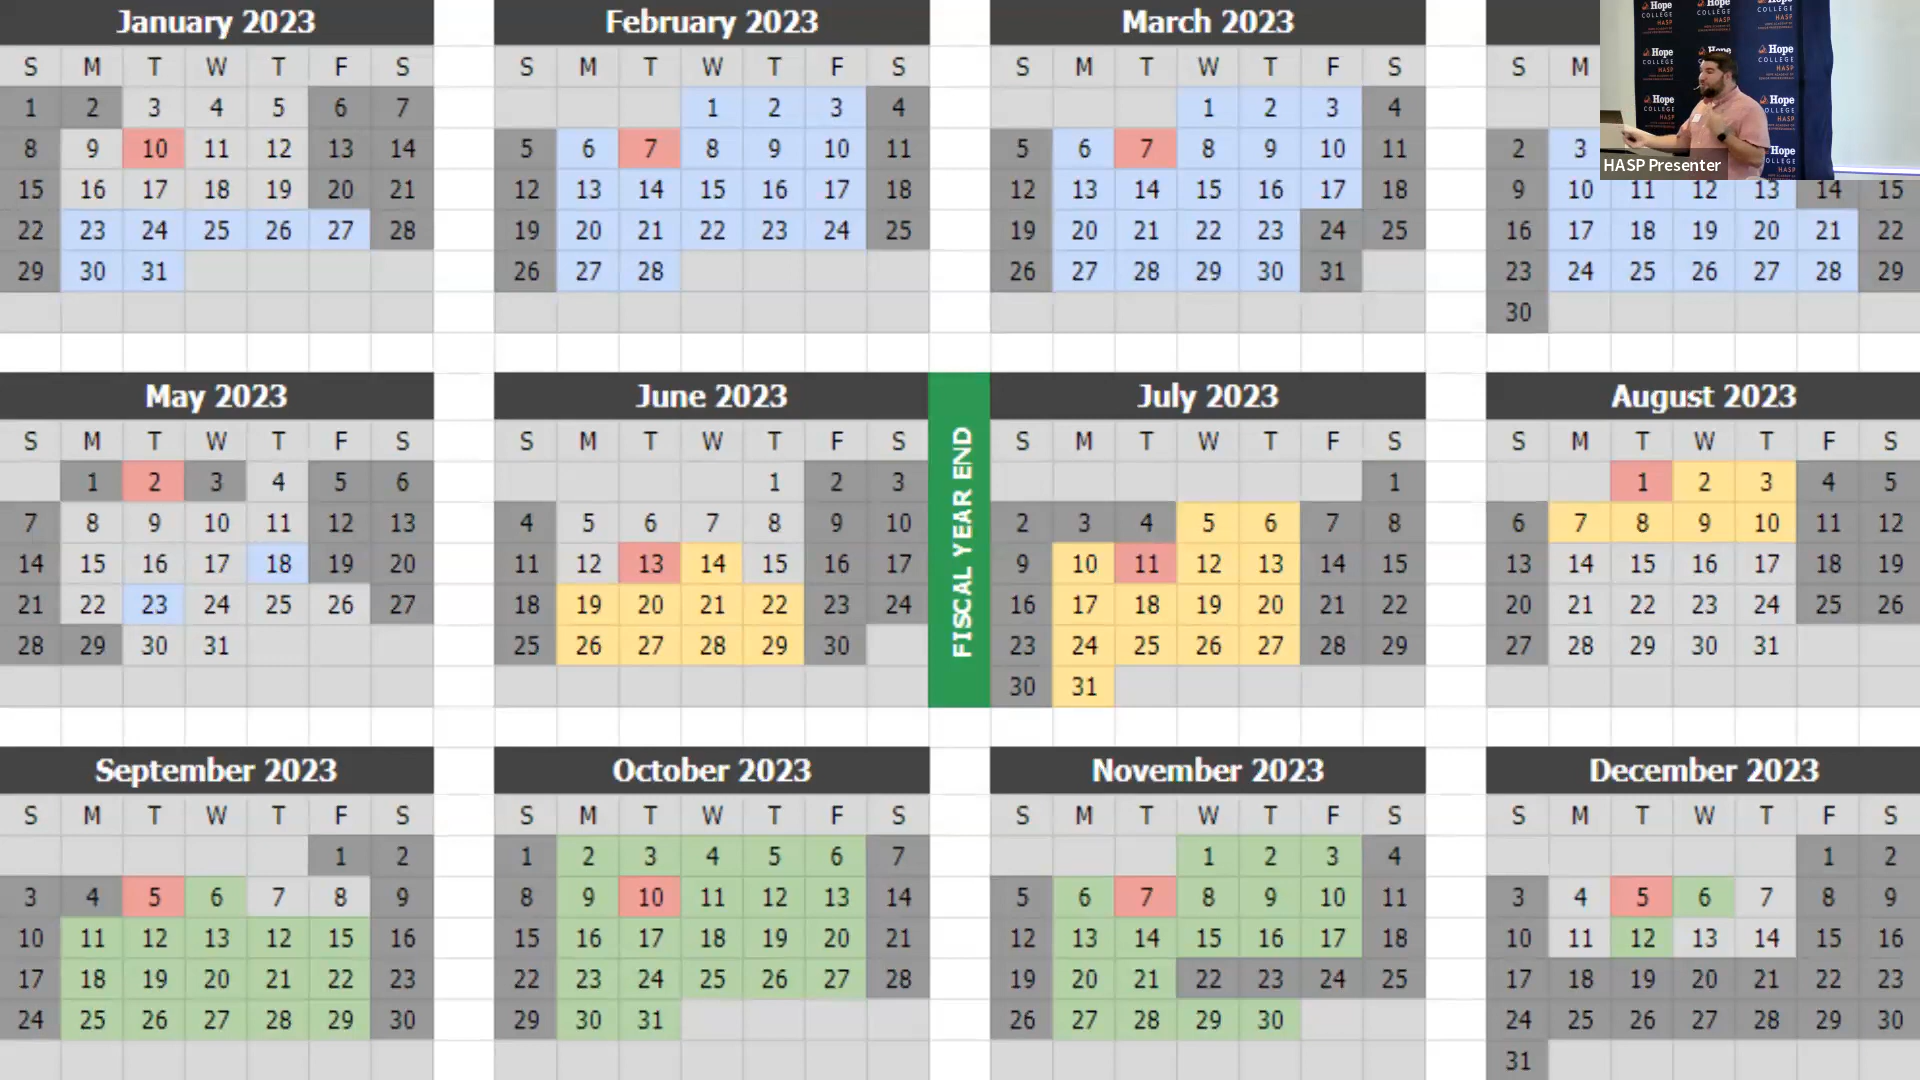 January 2023
S M T W T F S
1 2 3 4 5 6 7
8 9 10 11 12 13 14
15 16 17 18 19 20 21
22 23 24 25 26 27 28
29 30 31
February 2023
S M T W T F S
1 2 3 4
5 6 7 8 9 10 11
12 13 14 15 16 17 18
19 20 21 22 23 24 25
26 27 28
March 2023
S M T W T F S
1 2 3 4
5 6 7 8 9 10 11
12 13 14 15 16 17 18
19 20 21 22 23 24 25
26 27 28 29 30 31
S M
2 3
9 10 11 12 13 14 15
16 17 18 19 20 21 22
23 24 25 26 27 28 29
30
Hope
COLLEGE
HASP
Hope
COLLEGE
HASP
Hope
COLLEGE
HASP
Hope
COLLEGE
Hope
HASP Presenter
May 2023
S M T W T F S
1 2 3 4 5 6
7 8 9 10 11 12 13
14 15 16 17 18 19 20
21 22 23 24 25 26 27
28 29 30 31
June 2023
S M T W T F S
1 2 3
4 5 6 7 8 9 10
11 12 13 14 15 16 17
18 19 20 21 22 23 24
25 26 27 28 29 30
FISCAL YEAR END
July 2023
S M T W T F S
1
2 3 4 5 6 7 8
9 10 11 12 13 14 15
16 17 18 19 20 21 22
23 24 25 26 27 28 29
30 31
August 2023
S M T W T F S
1 2 3 4 5
6 7 8 9 10 11 12
13 14 15 16 17 18 19
20 21 22 23 24 25 26
27 28 29 30 31
September 2023
S M T W T F S
1 2
3 4 5 6 7 8 9
10 11 12 13 12 15 16
17 18 19 20 21 22 23
24 25 26 27 28 29 30
October 2023
S M T W T F S
1 2 3 4 5 6 7
8 9 10 11 12 13 14
15 16 17 18 19 20 21
22 23 24 25 26 27 28
29 30 31
November 2023
S M T W T F S
1 2 3 4
5 6 7 8 9 10 11
12 13 14 15 16 17 18
19 20 21 22 23 24 25
26 27 28 29 30
December 2023
S M T W T F S
1 2
3 4 5 6 7 8 9
10 11 12 13 14 15 16
17 18 19 20 21 22 23
24 25 26 27 28 29 30
31